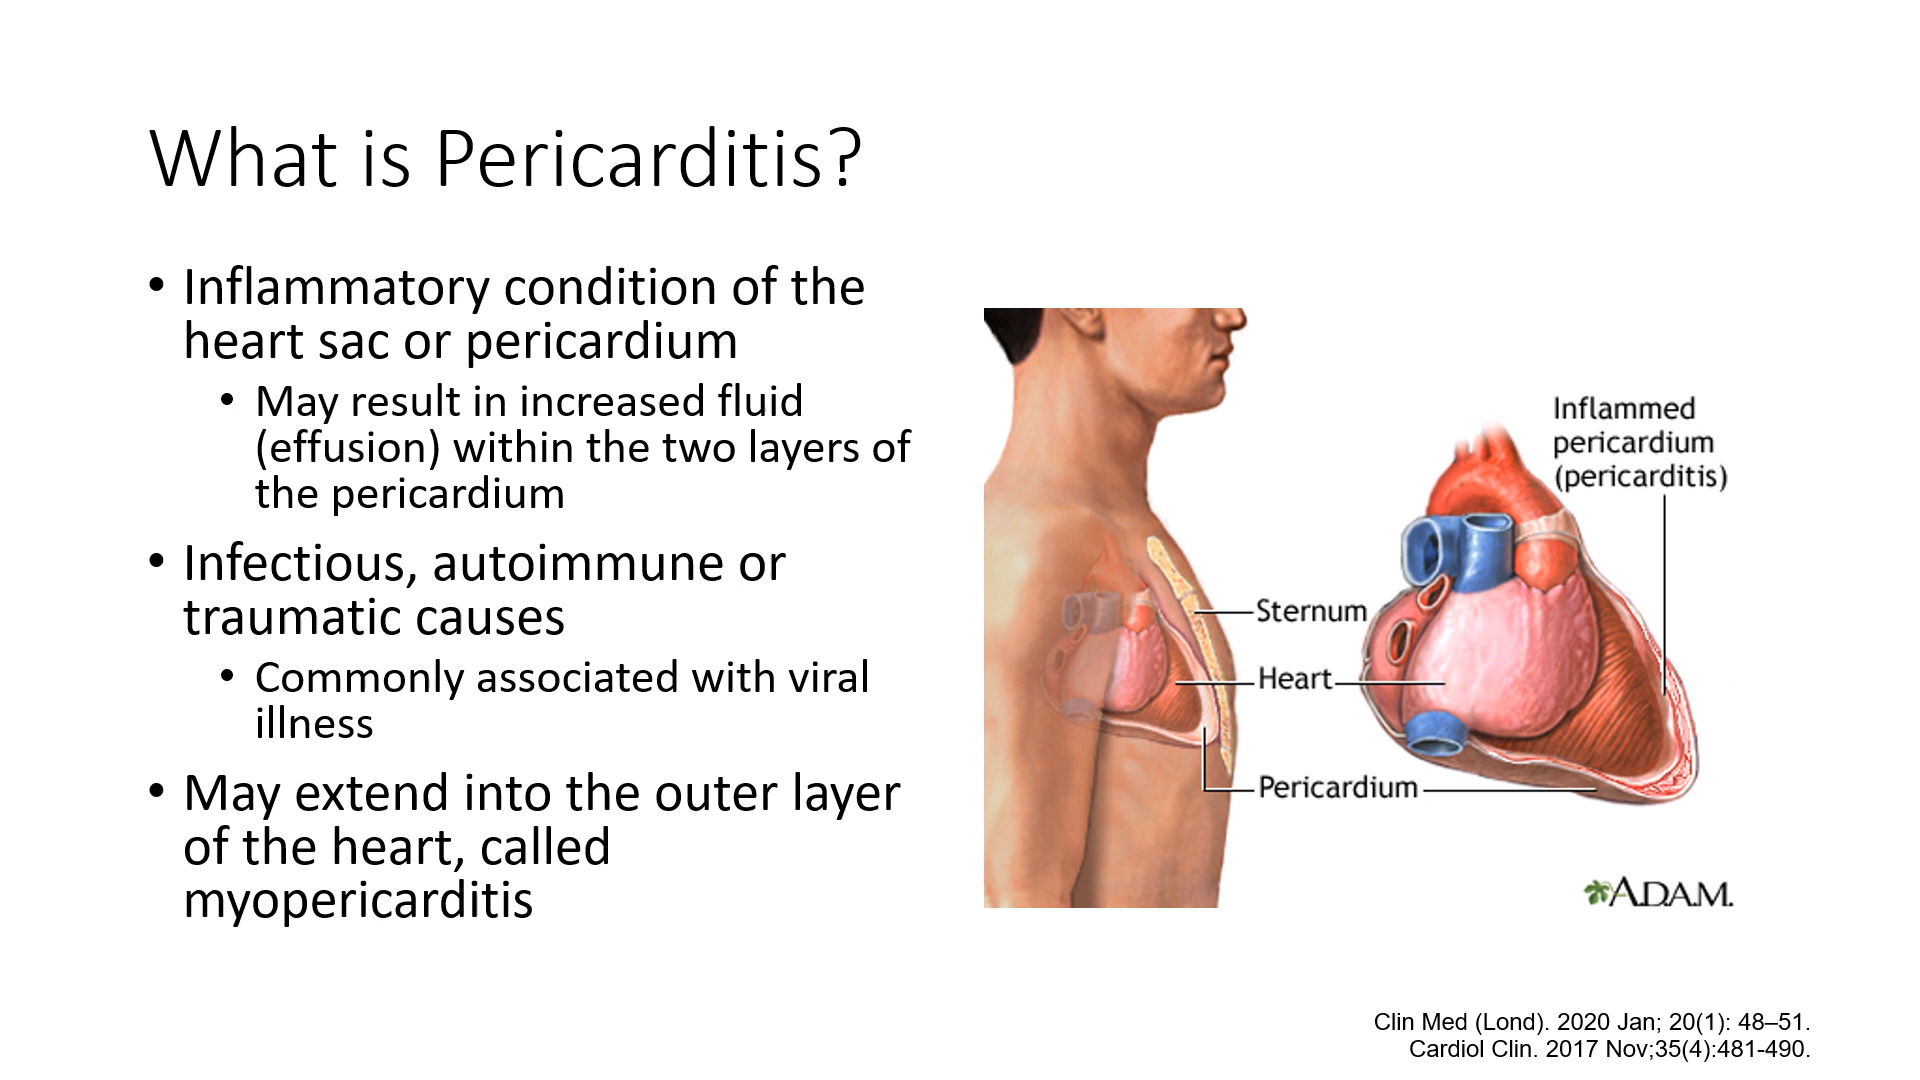 What is Pericarditis?
• Inflammatory condition of the
heart sac or pericardium
• May result in increased fluid
(effusion) within the two layers of
the pericardium
• Infectious, autoimmune or
traumatic causes
• Commonly associated with viral
illness
• May extend into the outer layer
of the heart, called
myopericarditis
Inflammed
pericardium
(pericarditis)
Sternum
Heart
Pericardium
A.D.A.M.
Clin Med (Lond). 2020 Jan; 20(1): 48–51.
Cardiol Clin. 2017 Nov;35(4):481-490.